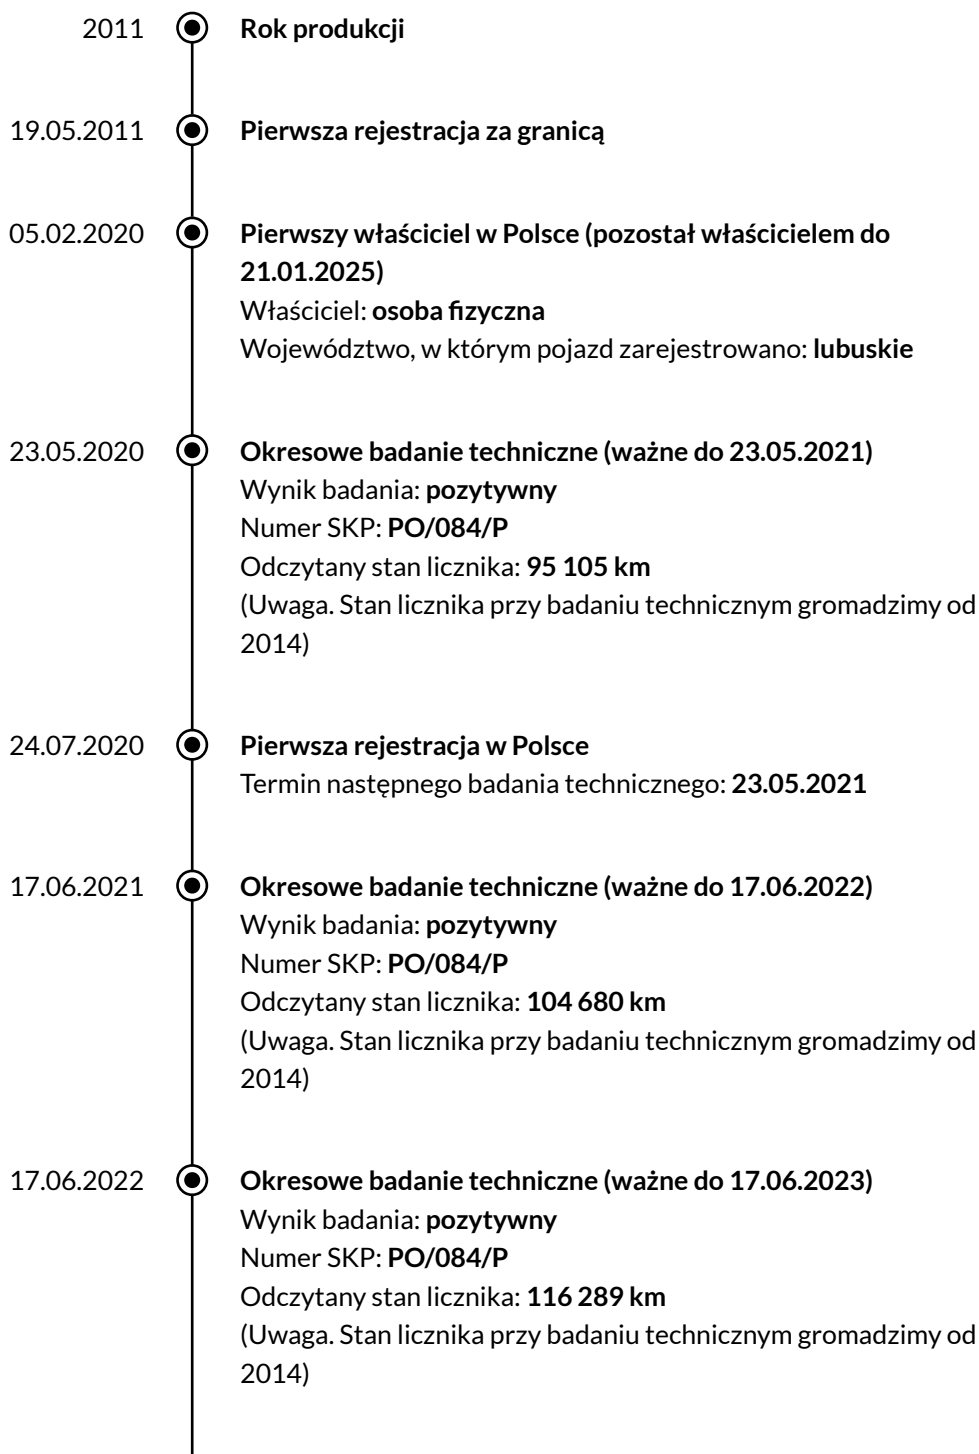 2011 Rok produkcji
19.05.2011 Pierwsza rejestracja za granicą
05.02.2020 Pierwszy właściciel w Polsce (pozostał właścicielem do
21.01.2025)
Właściciel: osoba fizyczna
Województwo, w którym pojazd zarejestrowano: lubuskie
23.05.2020 Okresowe badanie techniczne (ważne do 23.05.2021)
Wynik badania: pozytywny
Numer SKP: PO/084/P
Odczytany stan licznika: 95 105 km
(Uwaga. Stan licznika przy badaniu technicznym gromadzimy od
2014)
24.07.2020 Pierwsza rejestracja w Polsce
Termin następnego badania technicznego: 23.05.2021
17.06.2021 Okresowe badanie techniczne (ważne do 17.06.2022)
Wynik badania: pozytywny
Numer SKP: PO/084/P
Odczytany stan licznika: 104 680 km
(Uwaga. Stan licznika przy badaniu technicznym gromadzimy od
2014)
17.06.2022 Okresowe badanie techniczne (ważne do 17.06.2023)
Wynik badania: pozytywny
Numer SKP: PO/084/P
Odczytany stan licznika: 116 289 km
(Uwaga. Stan licznika przy badaniu technicznym gromadzimy od
2014)